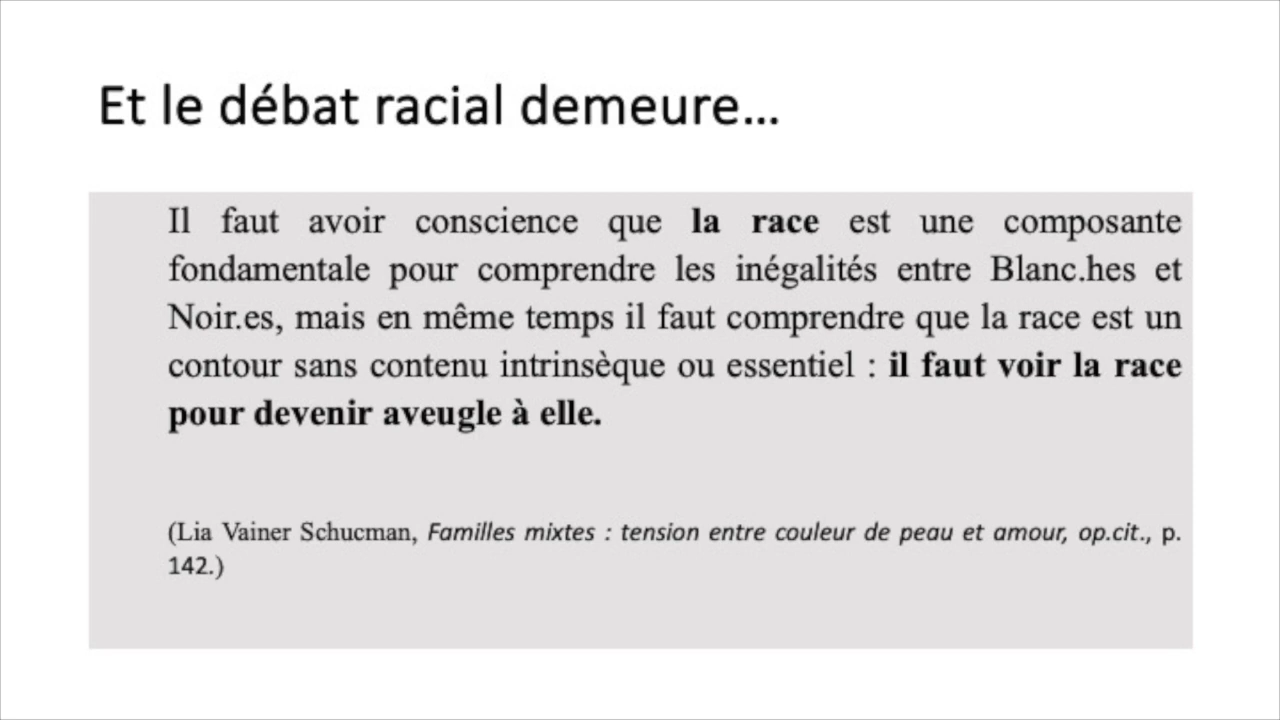 Et le débat racial demeure...
Il faut avoir conscience que la race est une composante
fondamentale pour comprendre les inégalités entre Blanc.hes et
Noir.es, mais en même temps il faut comprendre que la race est un
contour sans contenu intrinsèque ou essentiel : il faut voir la race
pour devenir aveugle à elle.
(Lia Vainer Schucman, Familles mixtes : tension entre couleur de peau et amour, op.cit., p.
142.)